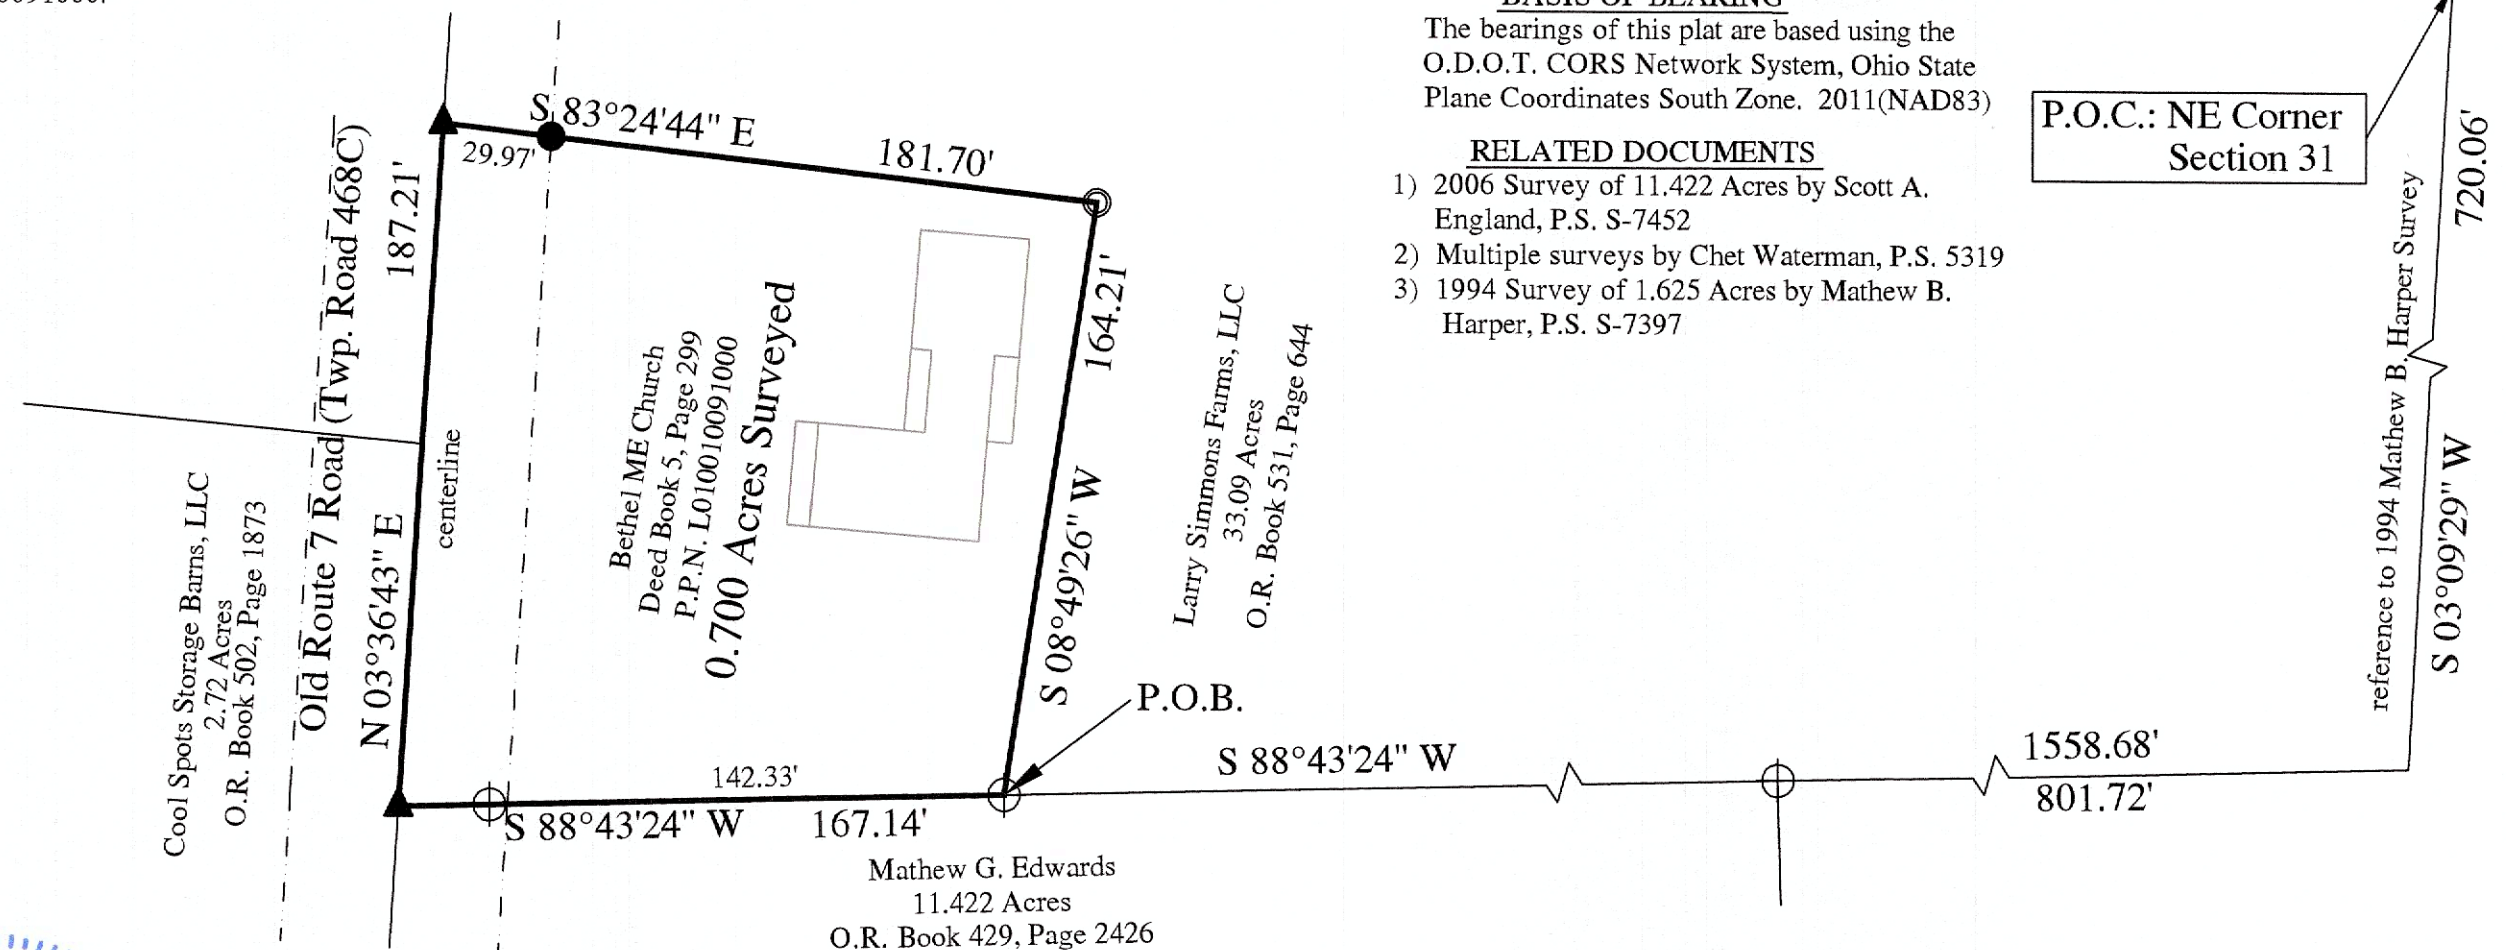 BASIS OF BEARING
The bearings of this plat are based using the
O.D.O.T. CORS Network System, Ohio State
Plane Coordinates South Zone. 2011(NAD83)
RELATED DOCUMENTS
1) 2006 Survey of 11.422 Acres by Scott A.
England, P.S. S-7452
2) Multiple surveys by Chet Waterman, P.S. 5319
3) 1994 Survey of 1.625 Acres by Mathew B.
Harper, P.S. S-7397
P.O.C.: NE Corner
Section 31
720.06'
S 03°09'29" W
reference to 1994 Mathew B. Harper Survey
S 83°24'44" E
29.97'
181.70'
187.21'
N 03°36'43" E
Old Route 7 Road (Twp. Road 468C)
centerline
Cool Spots Storage Barns, LLC
2.72 Acres
O.R. Book 502, Page 1873
Bethel ME Church
Deed Book 5, Page 299
P.P.N. L010010091000
0.700 Acres Surveyed
164.21'
S 08°49'26" W
Larry Simmons Farms, LLC
33.09 Acres
O.R. Book 531, Page 644
P.O.B.
142.33'
S 88°43'24" W
167.14'
S 88°43'24" W
1558.68'
801.72'
Mathew G. Edwards
11.422 Acres
O.R. Book 429, Page 2426